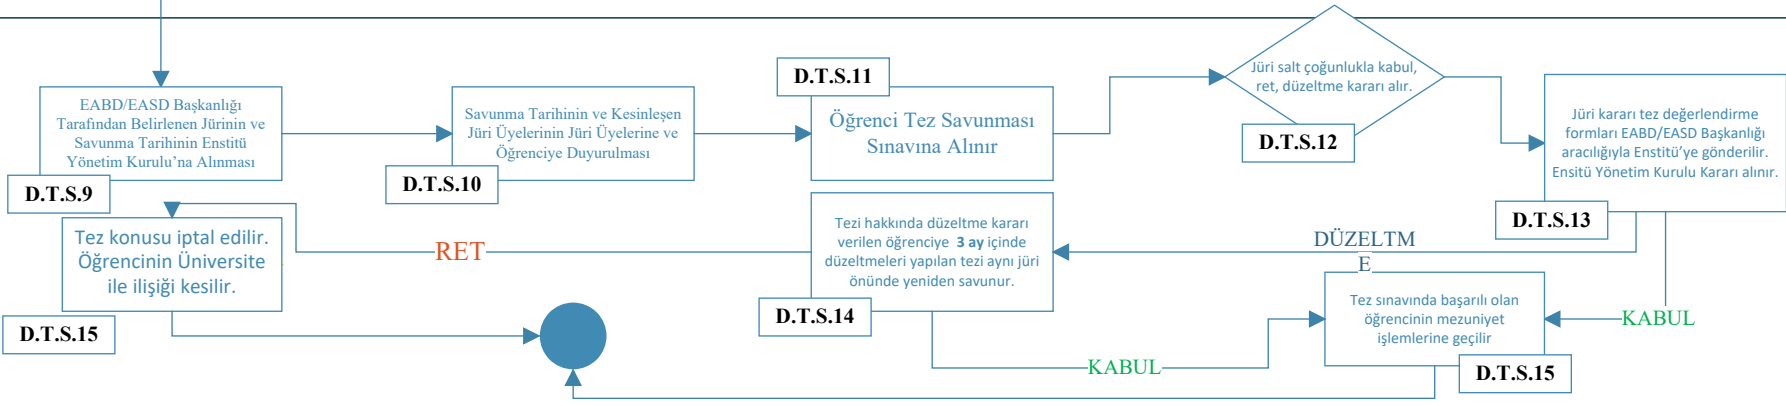 EABD/EASD Başkanlığı
Tarafından Belirlenen Jürinin ve
Savunma Tarihinin Enstitü
Yönetim Kurulu’na Alınması
D.T.S.9
Savunma Tarihinin ve Kesinleşen
Jüri Üyelerinin Jüri Üyelerine ve
Öğrenciye Duyurulması
D.T.S.10
D.T.S.11
Öğrenci Tez Savunması
Sınavına Alınır
Jüri salt çoğunlukla kabul,
ret, düzeltme kararı alır.
D.T.S.12
Jüri kararı tez değerlendirme
formları EABD/EASD Başkanlığı
aracılığıyla Enstitü’ye gönderilir.
Ensitü Yönetim Kurulu Kararı alınır.
D.T.S.13
DÜZELTM
E
Tezi hakkında düzeltme kararı
verilen öğrenciye 3 ay içinde
düzeltmeleri yapılan tezi aynı jüri
önünde yeniden savunur.
D.T.S.14
RET
Tez konusu iptal edilir.
Öğrencinin Üniversite
ile ilişiği kesilir.
D.T.S.15
KABUL
Tez sınavında başarılı olan
öğrencinin mezuniyet
işlemlerine geçilir
D.T.S.15
KABUL